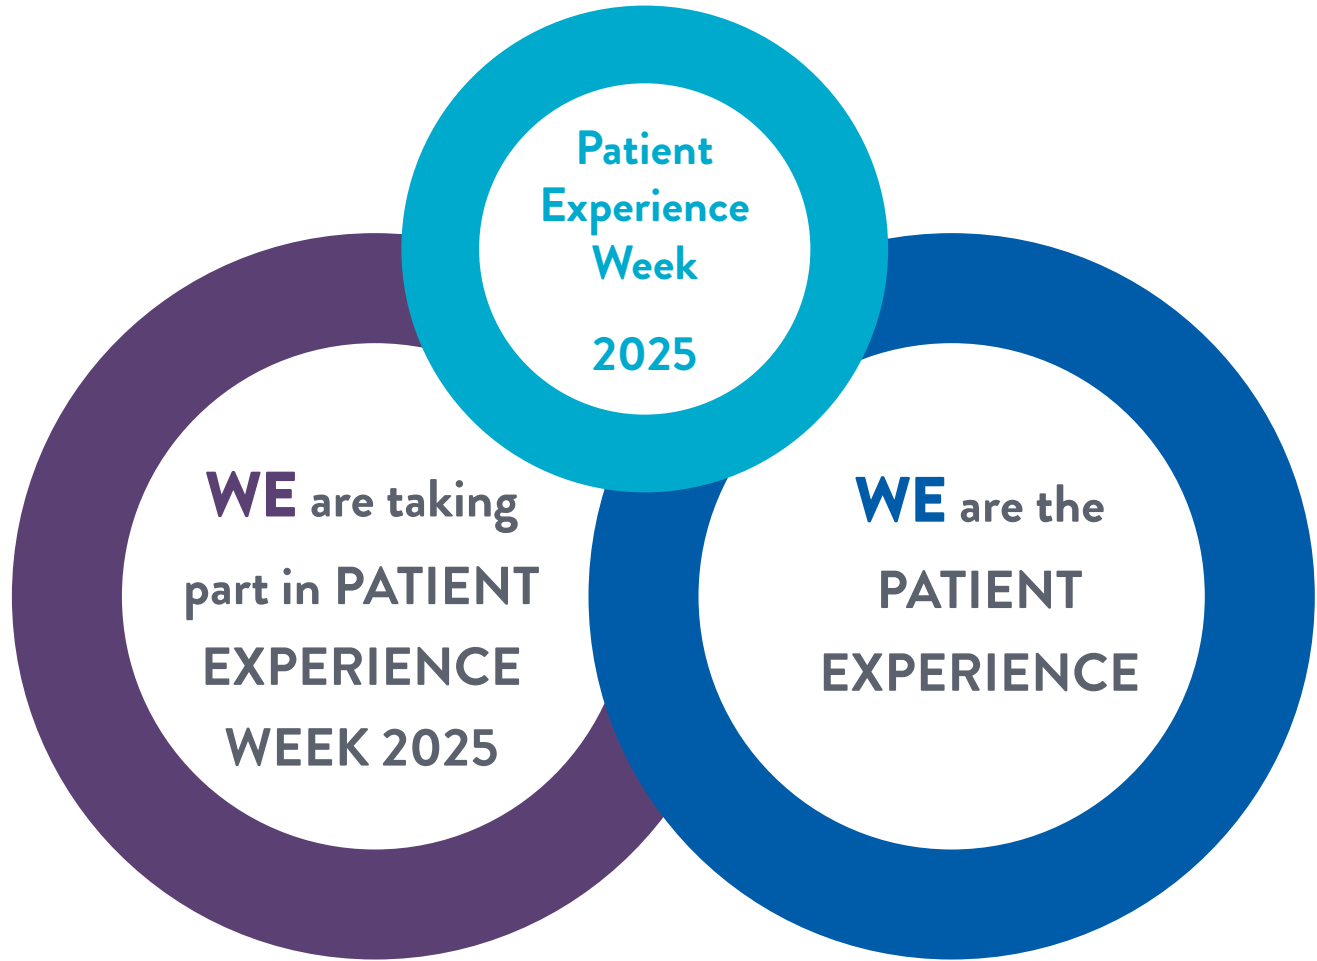 Patient
Experience
Week
2025
WE are taking
part in PATIENT
EXPERIENCE
WEEK 2025
WE are the
PATIENT
EXPERIENCE